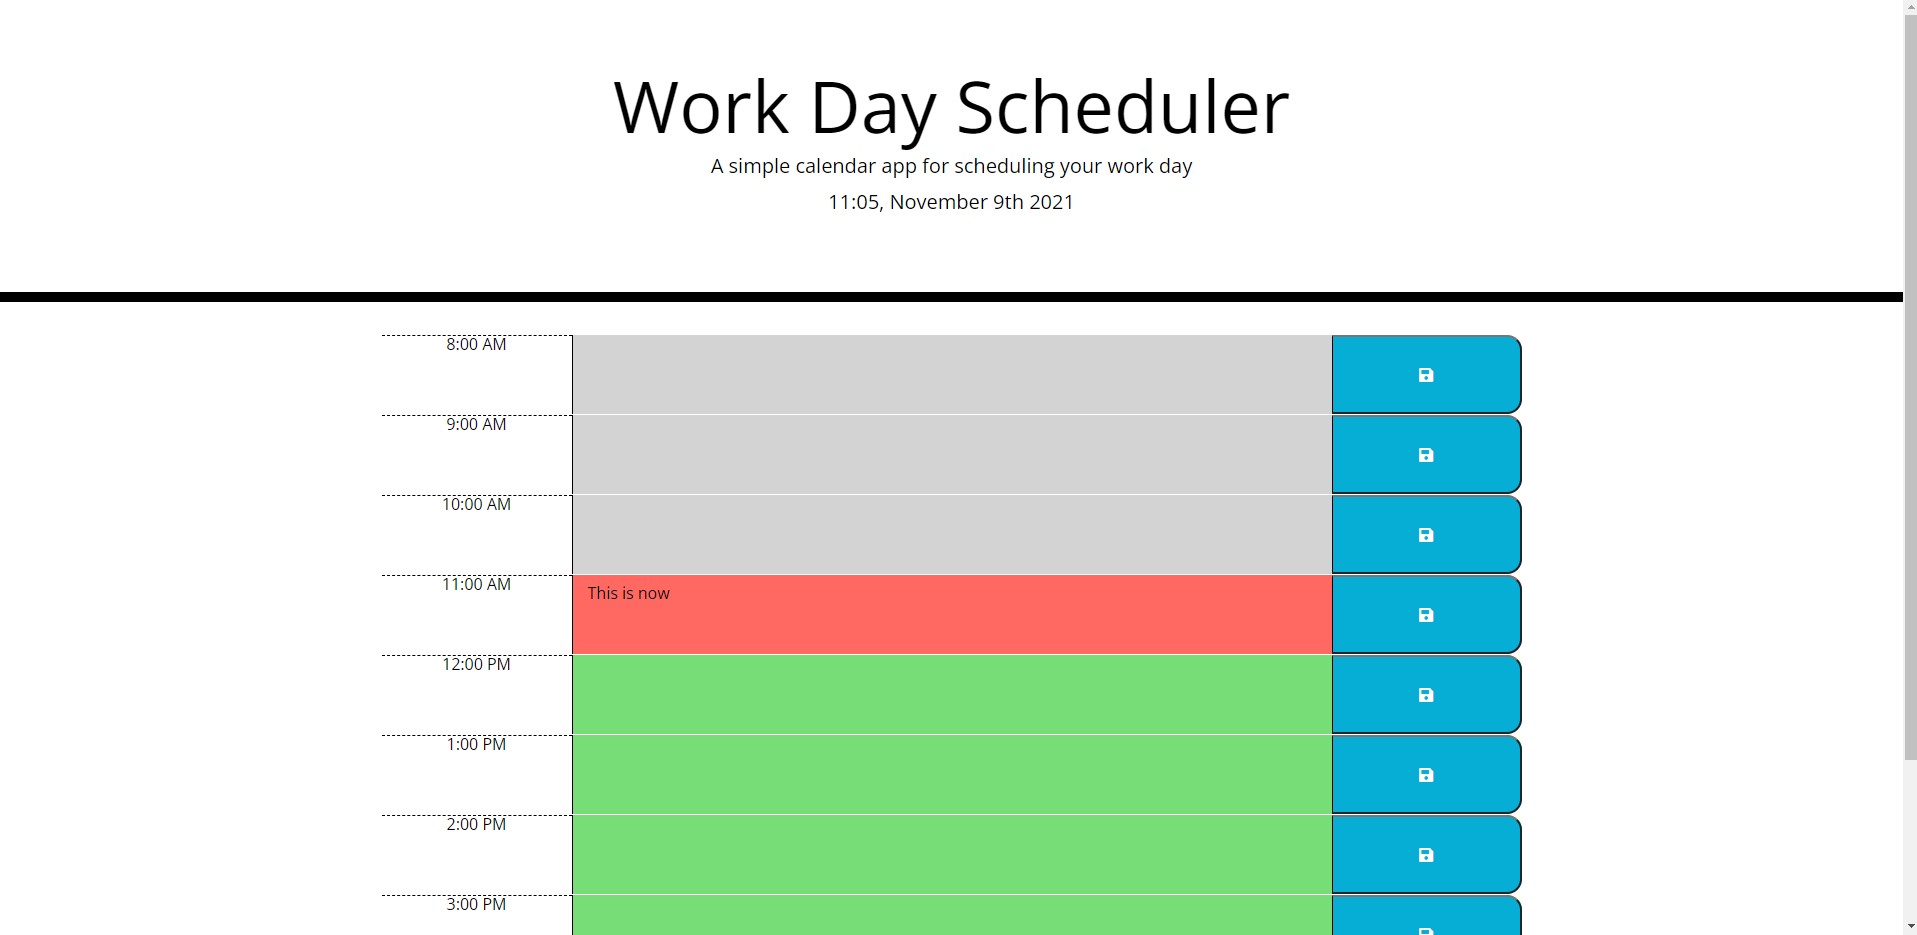 Work Day Scheduler
A simple calendar app for scheduling your work day
11:05, November 9th 2021
8:00 AM
9:00 AM
10:00 AM
11:00 AM
This is now
12:00 PM
1:00 PM
2:00 PM
3:00 PM